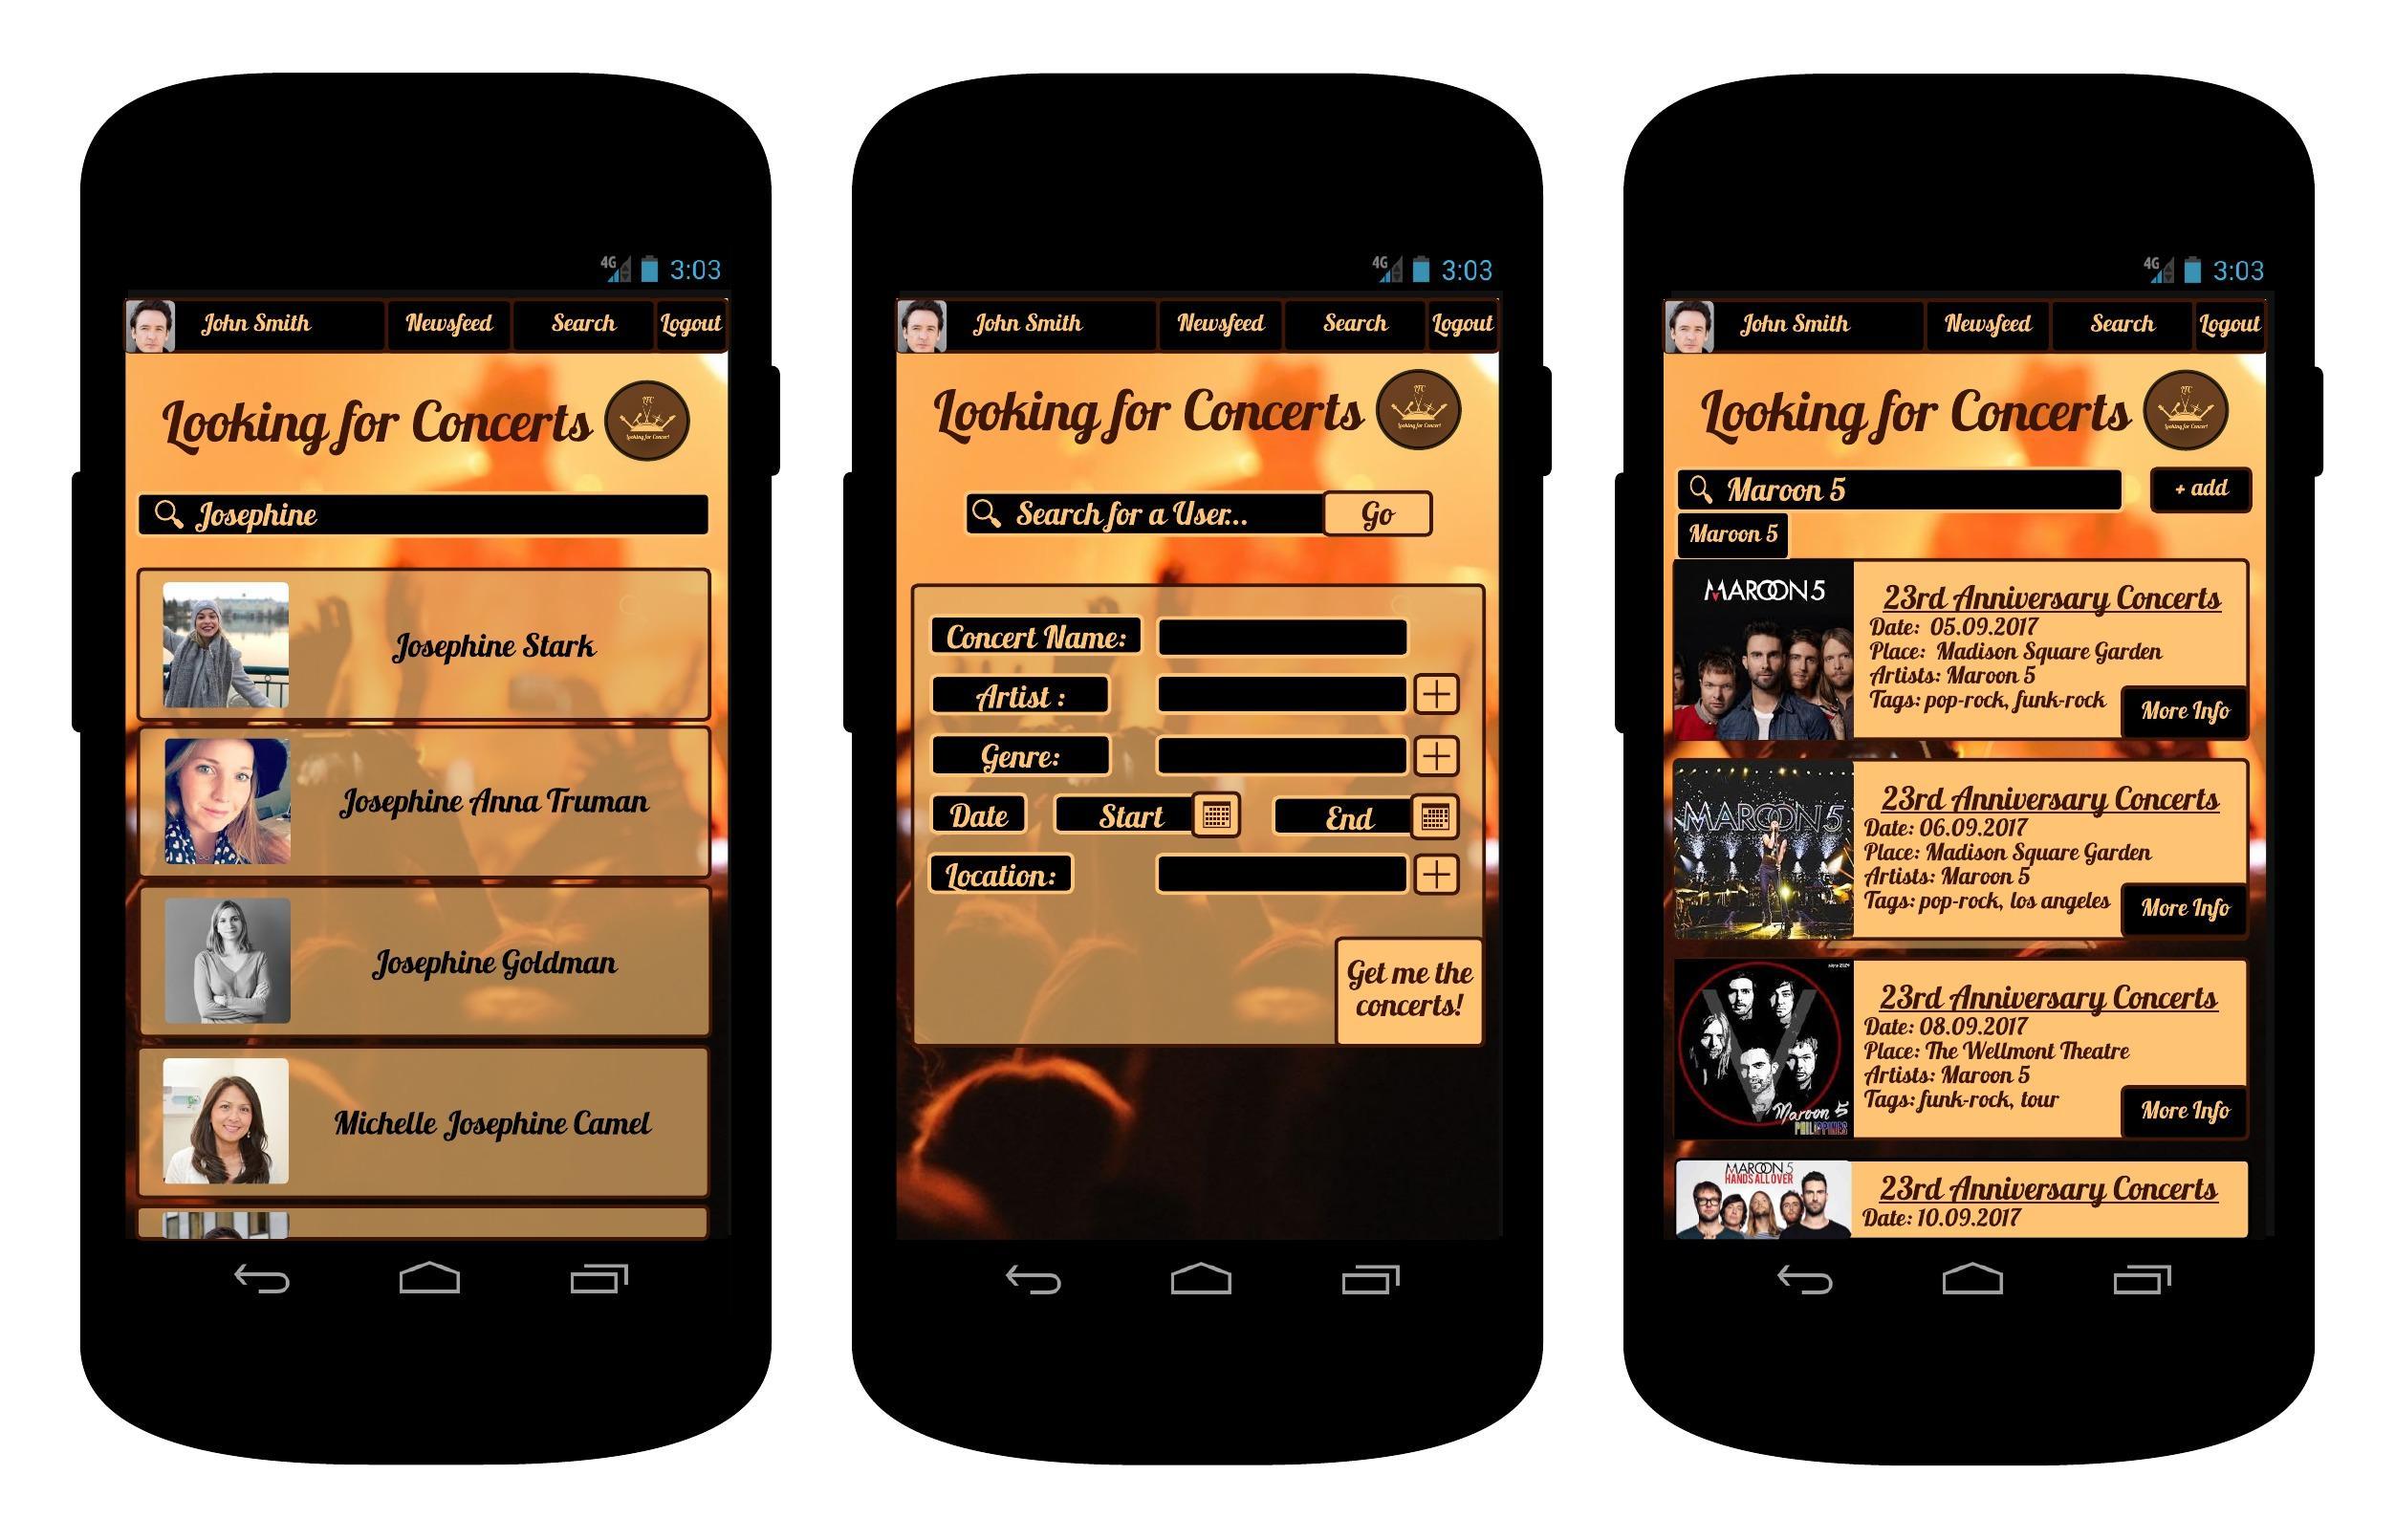 4G 3:03
John Smith Newsfeed Search Logout
Looking for Concerts
LFC
Looking for Concert
Josephine
Josephine Stark
Josephine Anna Truman
Josephine Goldman
Michelle Josephine Camel
4G 3:03
John Smith Newsfeed Search Logout
Looking for Concerts
LFC
Looking for Concert
Search for a User... Go
Concert Name:
Artist :
Genre:
Date Start End
Location:
Get me the
concerts!
4G 3:03
John Smith Newsfeed Search Logout
Looking for Concerts
LFC
Looking for Concert
Maroon 5 + add
Maroon 5
MAROON 5
23rd Anniversary Concerts
Date: 05.09.2017
Place: Madison Square Garden
Artists: Maroon 5
Tags: pop-rock, funk-rock
More Info
MAROON 5
23rd Anniversary Concerts
Date: 06.09.2017
Place: Madison Square Garden
Artists: Maroon 5
Tags: pop-rock, los angeles
More Info
V
Maroon 5
PHILIPPINES
23rd Anniversary Concerts
Date: 08.09.2017
Place: The Wellmont Theatre
Artists: Maroon 5
Tags: funk-rock, tour
More Info
MAROON 5
HANDS ALL OVER
23rd Anniversary Concerts
Date: 10.09.2017